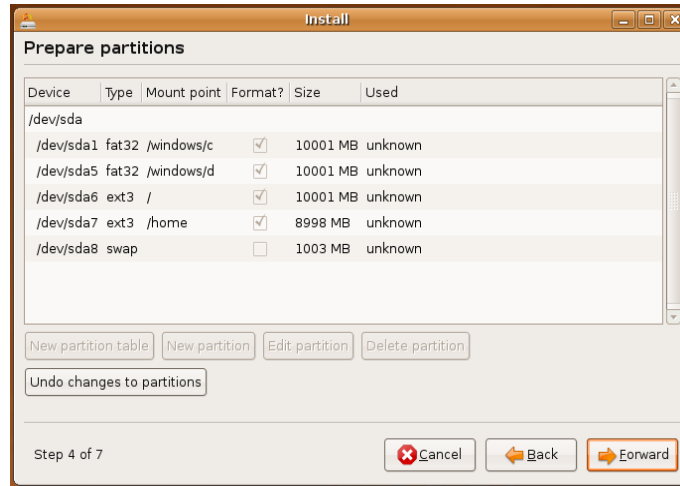 Install
Prepare partitions
Device Type Mount point Format? Size Used
/dev/sda
/dev/sda1 fat32 /windows/c 10001 MB unknown
/dev/sda5 fat32 /windows/d 10001 MB unknown
/dev/sda6 ext3 / 10001 MB unknown
/dev/sda7 ext3 /home 8998 MB unknown
/dev/sda8 swap 1003 MB unknown
New partition table New partition Edit partition Delete partition
Undo changes to partitions
Step 4 of 7 Cancel Back Forward